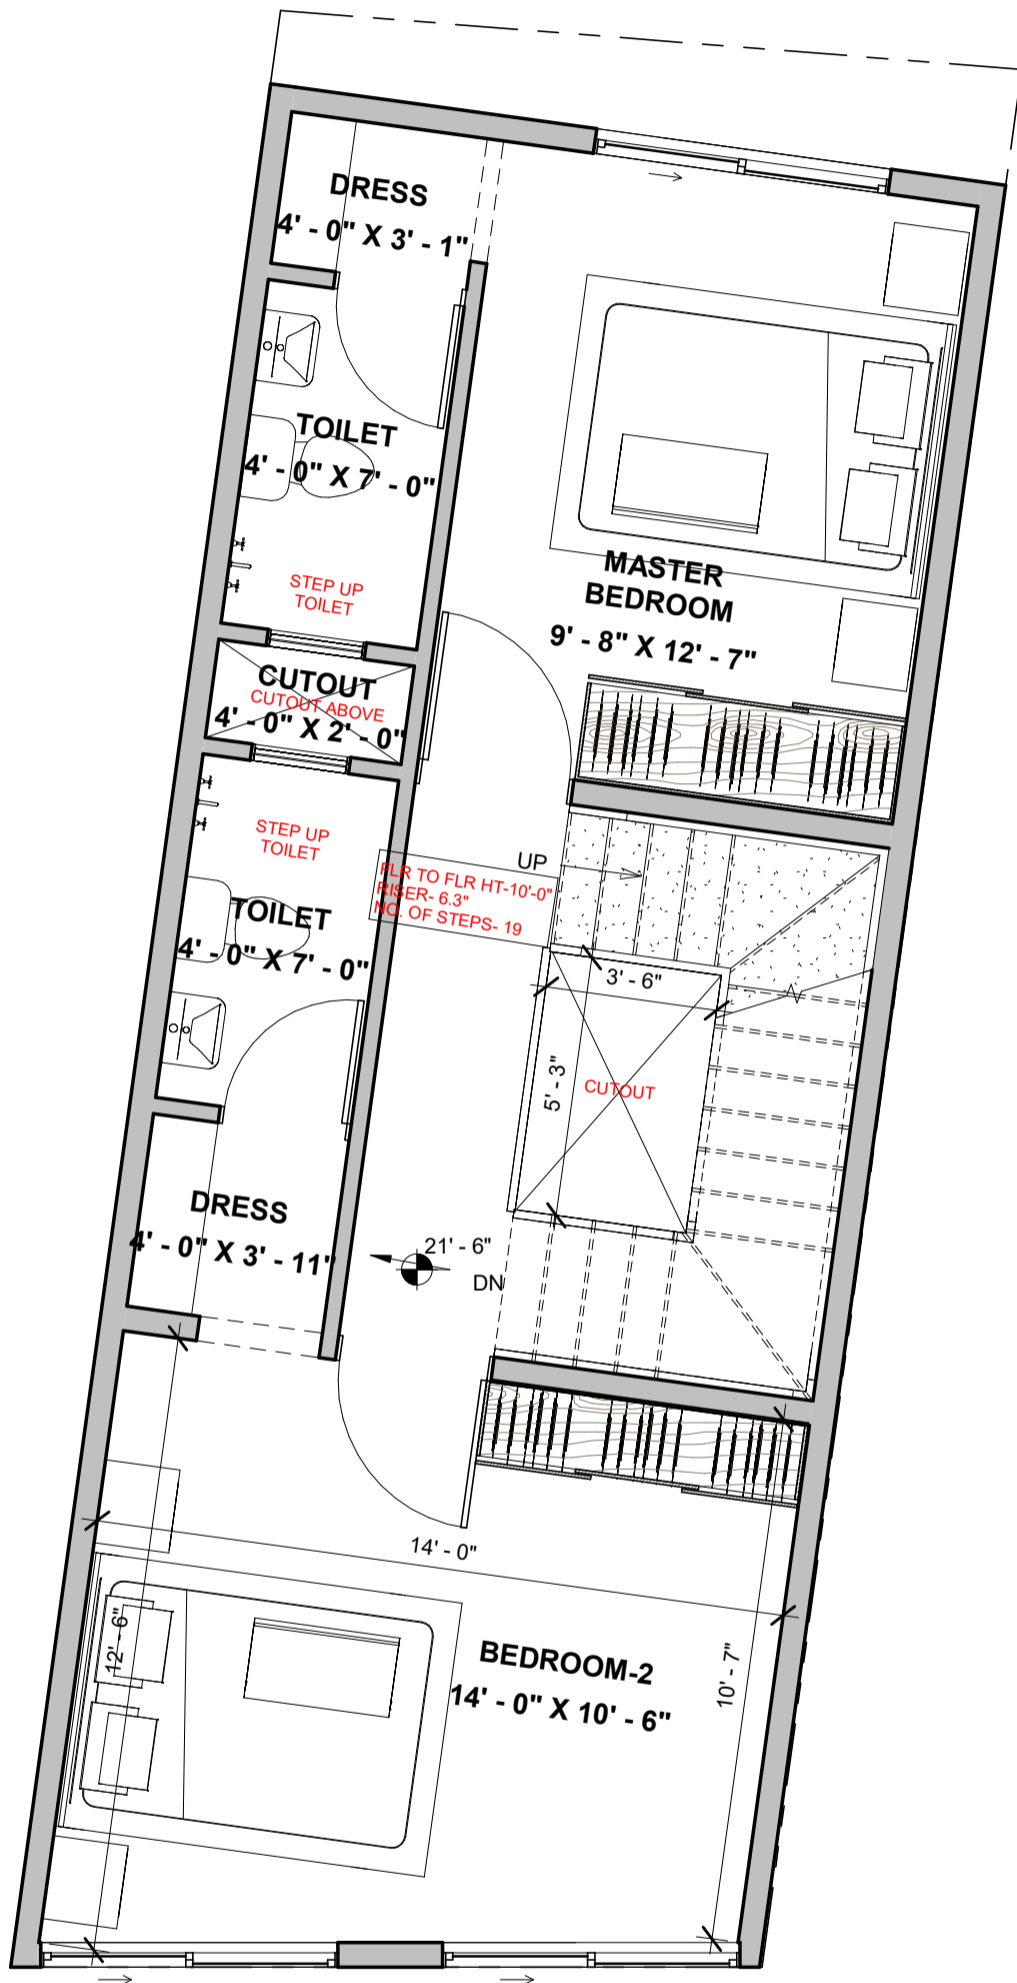 DRESS
4' - 0" X 3' - 1"
TOILET
4' - 0" X 7' - 0"
STEP UP
TOILET
MASTER
BEDROOM
9' - 8" X 12' - 7"
CUTOUT
CUTOUT ABOVE
4' - 0" X 2' - 0"
STEP UP
TOILET
UP
FLR TO FLR HT-10'-0"
RISER- 6.3"
NO. OF STEPS- 19
TOILET
4' - 0" X 7' - 0"
3' - 6"
5' - 3"
CUTOUT
DRESS
4' - 0" X 3' - 11"
21' - 6"
DN
14' - 0"
12' - 6"
BEDROOM-2
14' - 0" X 10' - 6"
10' - 7"